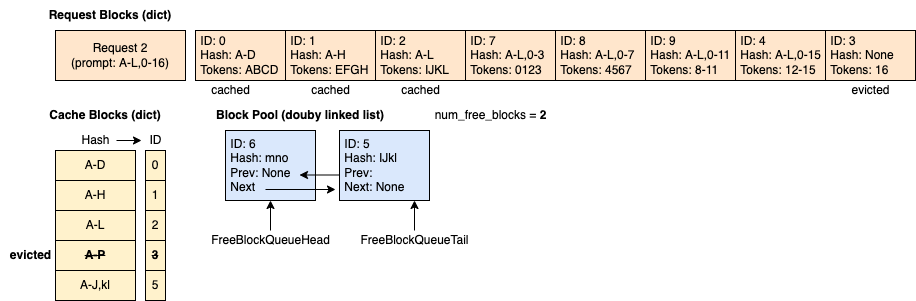 Request Blocks (dict)
Request 2
(prompt: A-L,0-16)
ID: 0
Hash: A-D
Tokens: ABCD
ID: 1
Hash: A-H
Tokens: EFGH
ID: 2
Hash: A-L
Tokens: IJKL
ID: 7
Hash: A-L,0-3
Tokens: 0123
ID: 8
Hash: A-L,0-7
Tokens: 4567
ID: 9
Hash: A-L,0-11
Tokens: 8-11
ID: 4
Hash: A-L,0-15
Tokens: 12-15
ID: 3
Hash: None
Tokens: 16
cached
cached
cached
evicted
Cache Blocks (dict)
Hash
ID
A-D
0
A-H
1
A-L
2
evicted
A-P
3
A-J,kl
5
Block Pool (douby linked list)
num_free_blocks = 2
ID: 6
Hash: mno
Prev: None
Next
ID: 5
Hash: IJkl
Prev:
Next: None
FreeBlockQueueHead
FreeBlockQueueTail